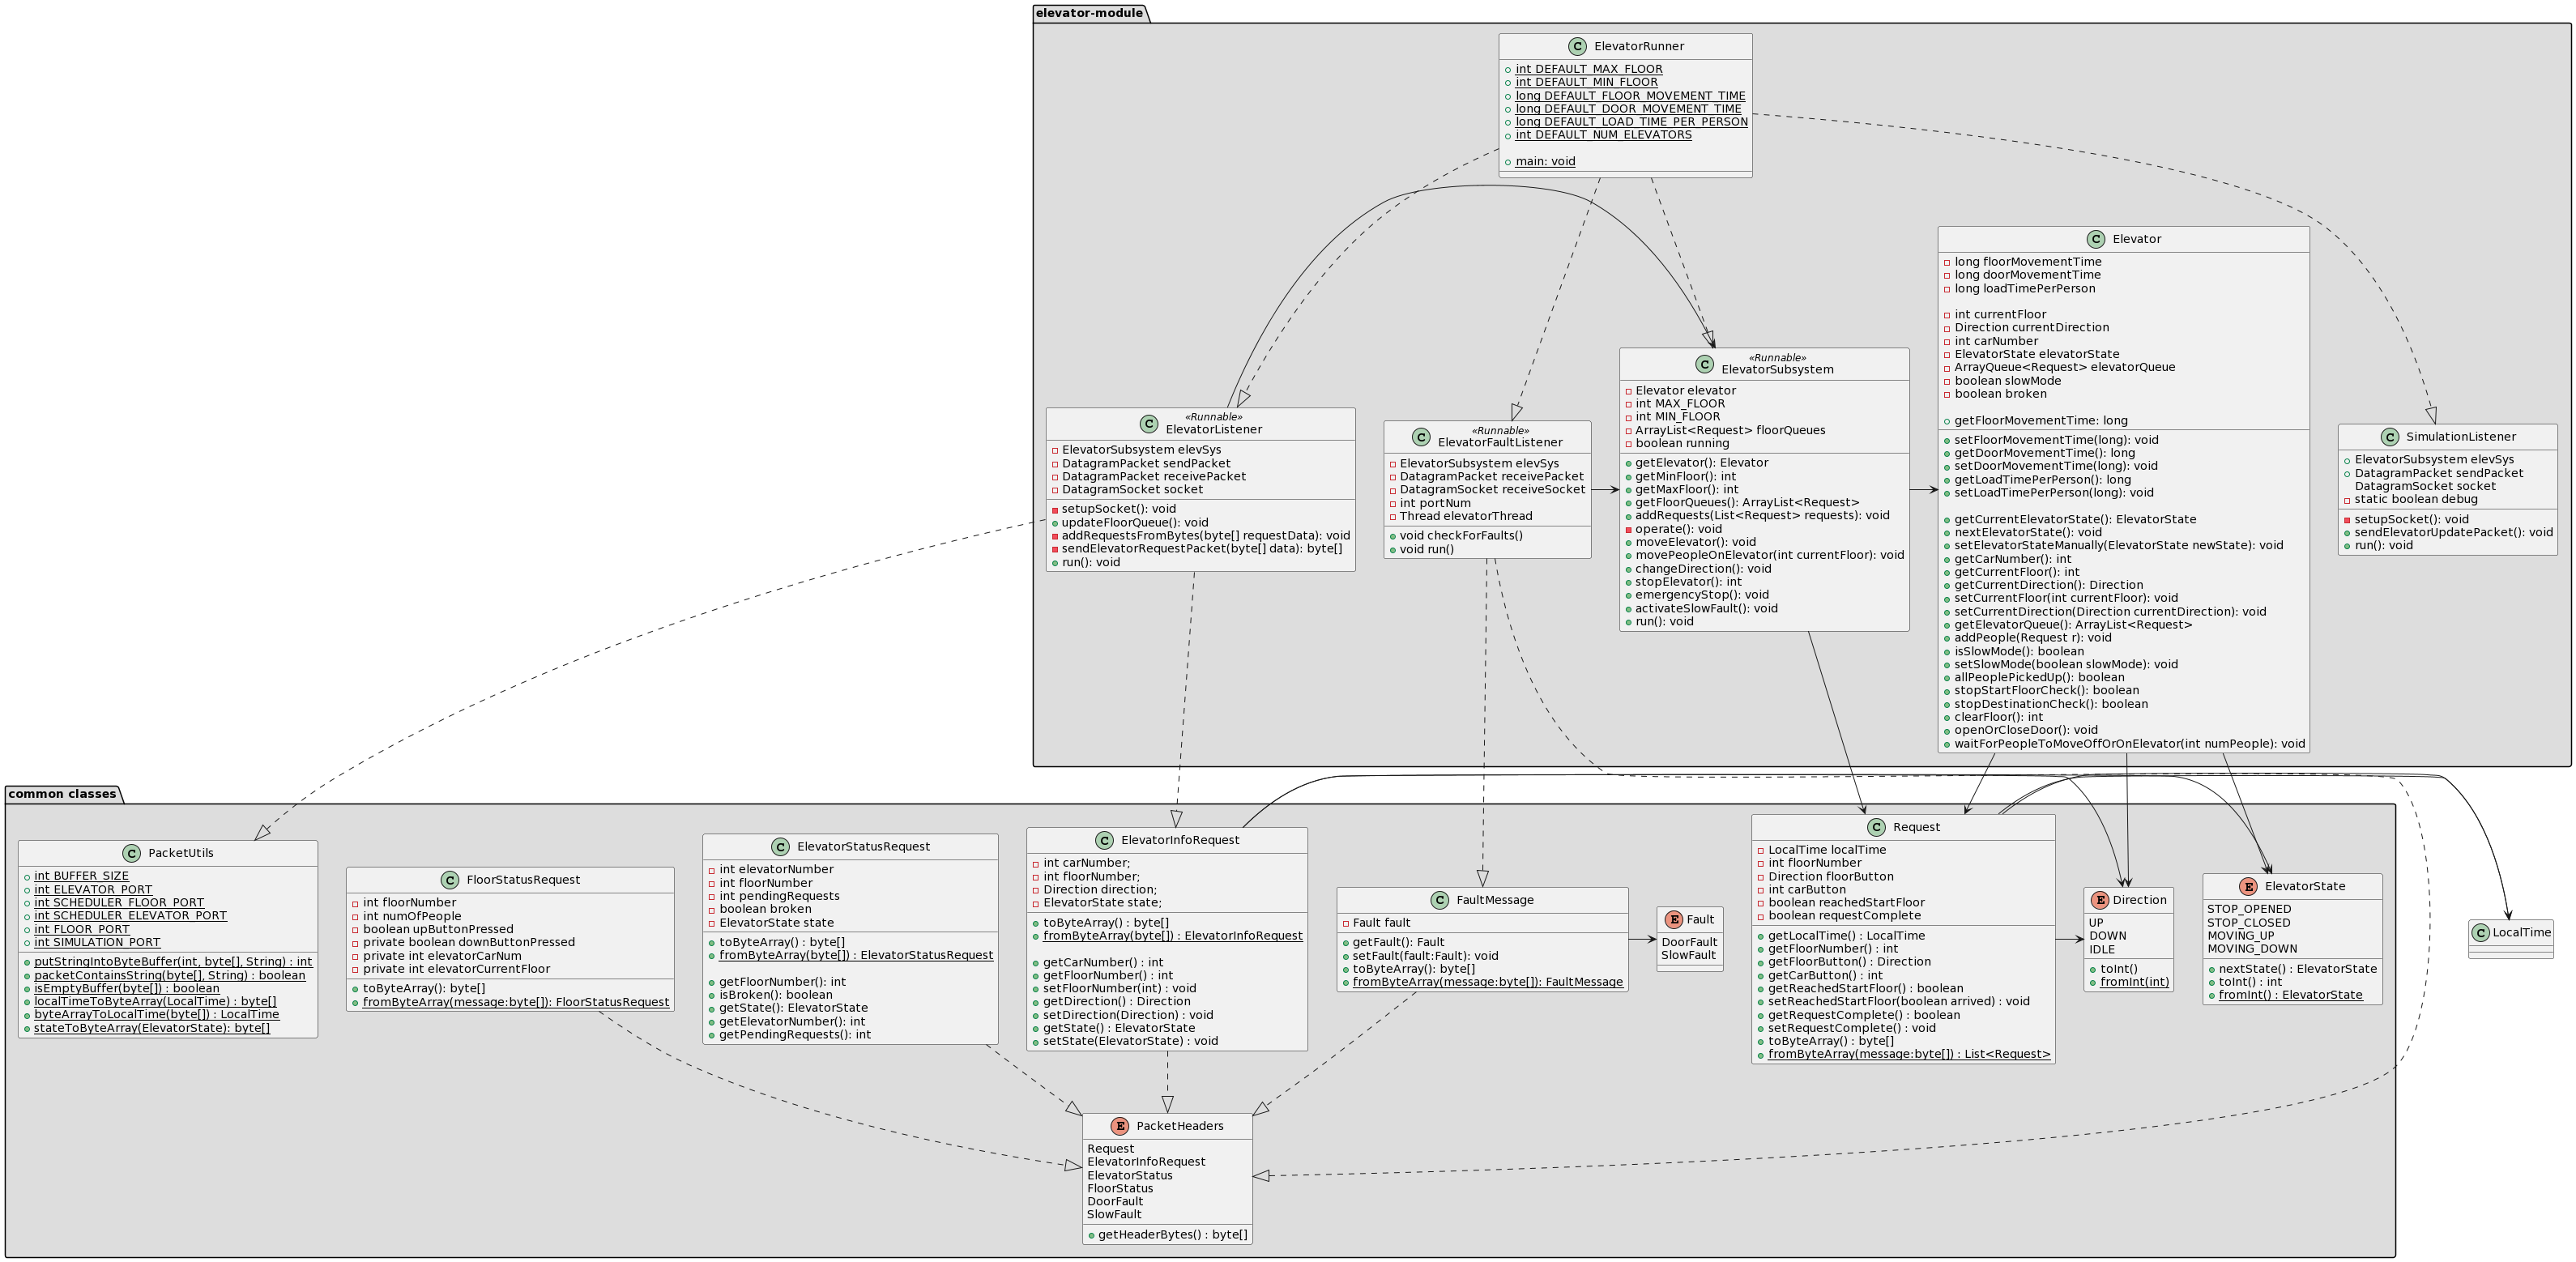 elevator-module
C ElevatorRunner
int DEFAULT_MAX_FLOOR
int DEFAULT_MIN_FLOOR
long DEFAULT_FLOOR_MOVEMENT_TIME
long DEFAULT_DOOR_MOVEMENT_TIME
long DEFAULT_LOAD_TIME_PER_PERSON
int DEFAULT_NUM_ELEVATORS
main: void
C Elevator
long floorMovementTime
long doorMovementTime
long loadTimePerPerson
int currentFloor
Direction currentDirection
int carNumber
ElevatorState elevatorState
ArrayQueue<Request> elevatorQueue
boolean slowMode
boolean broken
getFloorMovementTime: long
setFloorMovementTime(long): void
getDoorMovementTime(): long
setDoorMovementTime(long): void
getLoadTimePerPerson(): long
setLoadTimePerPerson(long): void
getCurrentElevatorState(): ElevatorState
nextElevatorState(): void
setElevatorStateManually(ElevatorState newState): void
getCarNumber(): int
getCurrentFloor(): int
getCurrentDirection(): Direction
setCurrentFloor(int currentFloor): void
setCurrentDirection(Direction currentDirection): void
getElevatorQueue(): ArrayList<Request>
addPeople(Request r): void
isSlowMode(): boolean
setSlowMode(boolean slowMode): void
allPeoplePickedUp(): boolean
stopStartFloorCheck(): boolean
stopDestinationCheck(): boolean
clearFloor(): int
openOrCloseDoor(): void
waitForPeopleToMoveOffOrOnElevator(int numPeople): void
«Runnable»
C ElevatorSubsystem
Elevator elevator
int MAX_FLOOR
int MIN_FLOOR
ArrayList<Request> floorQueues
boolean running
getElevator(): Elevator
getMinFloor(): int
getMaxFloor(): int
getFloorQueues(): ArrayList<Request>
addRequests(List<Request> requests): void
operate(): void
moveElevator(): void
movePeopleOnElevator(int currentFloor): void
changeDirection(): void
stopElevator(): int
emergencyStop(): void
activateSlowFault(): void
run(): void
«Runnable»
C ElevatorListener
ElevatorSubsystem elevSys
DatagramPacket sendPacket
DatagramPacket receivePacket
DatagramSocket socket
setupSocket(): void
updateFloorQueue(): void
addRequestsFromBytes(byte[] requestData): void
sendElevatorRequestPacket(byte[] data): byte[]
run(): void
«Runnable»
C ElevatorFaultListener
ElevatorSubsystem elevSys
DatagramPacket receivePacket
DatagramSocket receiveSocket
int portNum
Thread elevatorThread
void checkForFaults()
void run()
C SimulationListener
ElevatorSubsystem elevSys
DatagramPacket sendPacket
DatagramSocket socket
static boolean debug
setupSocket(): void
sendElevatorUpdatePacket(): void
run(): void
common classes
C PacketUtils
int BUFFER_SIZE
int ELEVATOR_PORT
int SCHEDULER_FLOOR_PORT
int SCHEDULER_ELEVATOR_PORT
int FLOOR_PORT
int SIMULATION_PORT
putStringIntoByteBuffer(int, byte[], String) : int
packetContainsString(byte[], String) : boolean
isEmptyBuffer(byte[]) : boolean
localTimeToByteArray(LocalTime) : byte[]
byteArrayToLocalTime(byte[]) : LocalTime
stateToByteArray(ElevatorState): byte[]
C FloorStatusRequest
int floorNumber
int numOfPeople
boolean upButtonPressed
private boolean downButtonPressed
private int elevatorCarNum
private int elevatorCurrentFloor
toByteArray(): byte[]
fromByteArray(message:byte[]): FloorStatusRequest
C ElevatorStatusRequest
int elevatorNumber
int floorNumber
int pendingRequests
boolean broken
ElevatorState state
toByteArray() : byte[]
fromByteArray(byte[]) : ElevatorStatusRequest
getFloorNumber(): int
isBroken(): boolean
getState(): ElevatorState
getElevatorNumber(): int
getPendingRequests(): int
C ElevatorInfoRequest
int carNumber;
int floorNumber;
Direction direction;
ElevatorState state;
toByteArray() : byte[]
fromByteArray(byte[]) : ElevatorInfoRequest
getCarNumber() : int
getFloorNumber() : int
setFloorNumber(int) : void
getDirection() : Direction
setDirection(Direction) : void
getState() : ElevatorState
setState(ElevatorState) : void
C FaultMessage
Fault fault
getFault(): Fault
setFault(fault:Fault): void
toByteArray(): byte[]
fromByteArray(message:byte[]): FaultMessage
E Fault
DoorFault
SlowFault
C Request
LocalTime localTime
int floorNumber
Direction floorButton
int carButton
boolean reachedStartFloor
boolean requestComplete
getLocalTime() : LocalTime
getFloorNumber() : int
getFloorButton() : Direction
getCarButton() : int
getReachedStartFloor() : boolean
setReachedStartFloor(boolean arrived) : void
getRequestComplete() : boolean
setRequestComplete() : void
toByteArray() : byte[]
fromByteArray(message:byte[]) : List<Request>
E Direction
UP
DOWN
IDLE
toInt()
fromInt(int)
E ElevatorState
STOP_OPENED
STOP_CLOSED
MOVING_UP
MOVING_DOWN
nextState() : ElevatorState
toInt() : int
fromInt() : ElevatorState
C LocalTime
E PacketHeaders
Request
ElevatorInfoRequest
ElevatorStatus
FloorStatus
DoorFault
SlowFault
getHeaderBytes() : byte[]